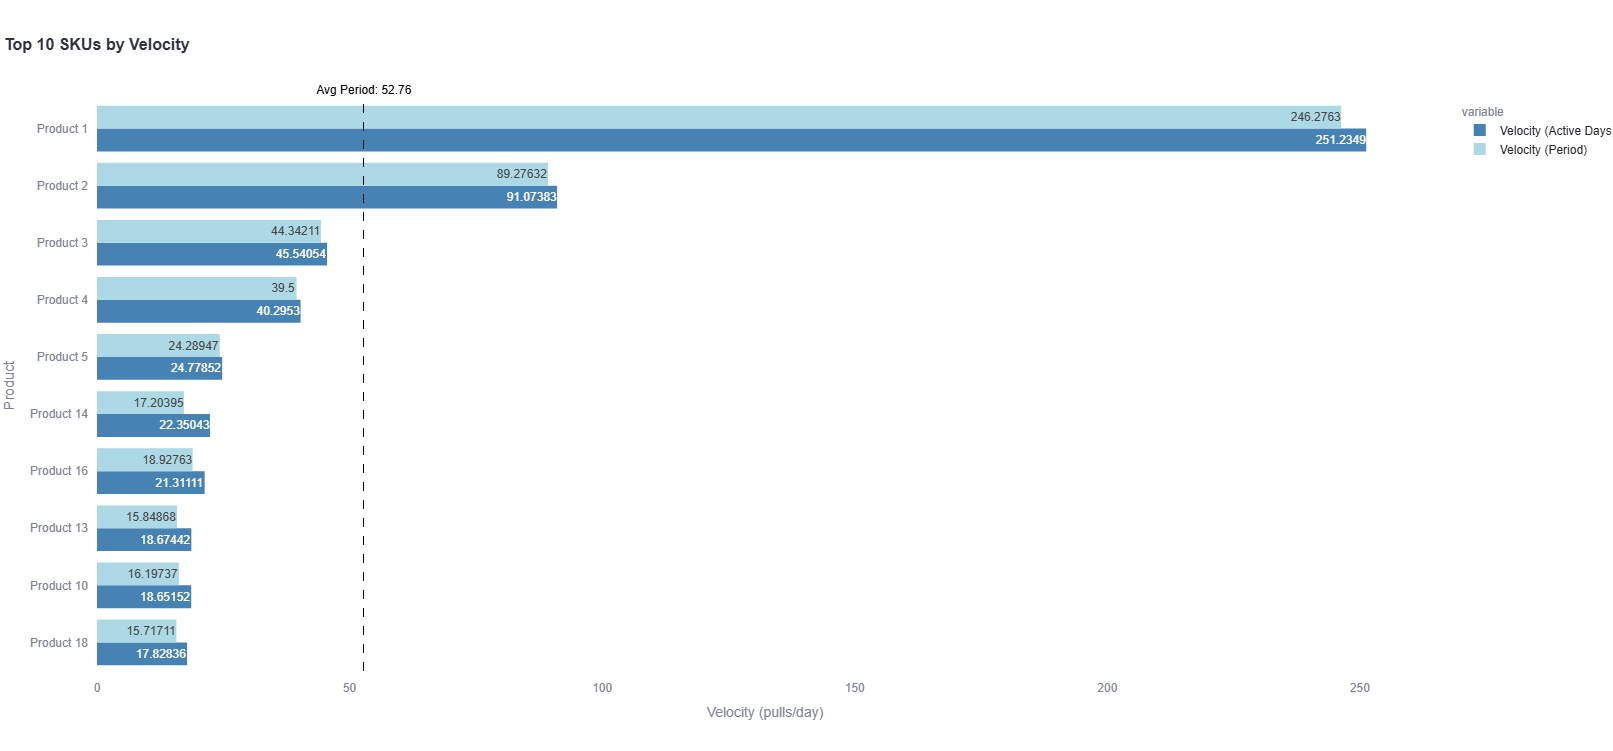 Top 10 SKUs by Velocity
Avg Period: 52.76
variable
Velocity (Active Days
Velocity (Period)
Product
Product 1
246.2763
251.2349
Product 2
89.27632
91.07383
Product 3
44.34211
45.54054
Product 4
39.5
40.2953
Product 5
24.28947
24.77852
Product 14
17.20395
22.35043
Product 16
18.92763
21.31111
Product 13
15.84868
18.67442
Product 10
16.19737
18.65152
Product 18
15.71711
17.82836
0 50 100 150 200 250
Velocity (pulls/day)